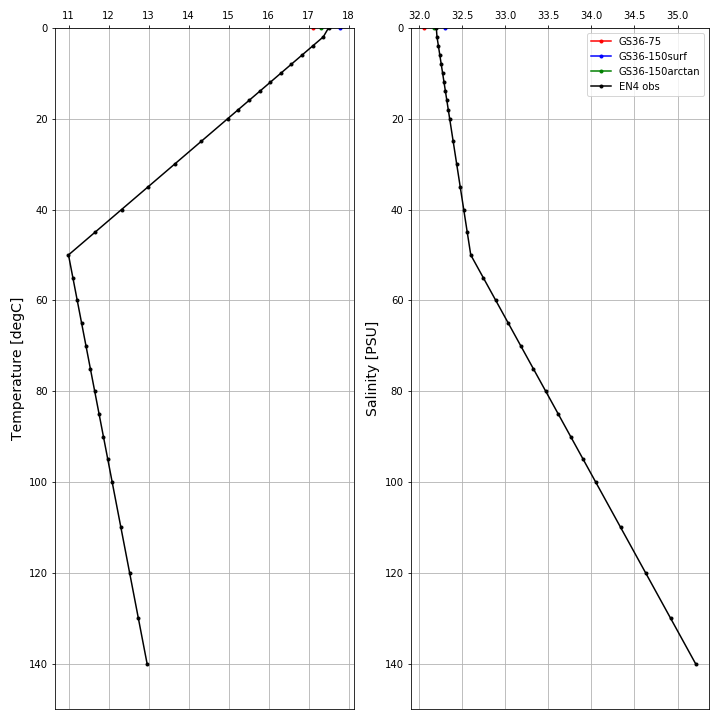 11 12 13 14 15 16 17 18
32.0 32.5 33.0 33.5 34.0 34.5 35.0
0
20
40
60
80
100
120
140
Temperature [degC]
0
20
40
60
80
100
120
140
Salinity [PSU]
GS36-75
GS36-150surf
GS36-150arctan
EN4 obs